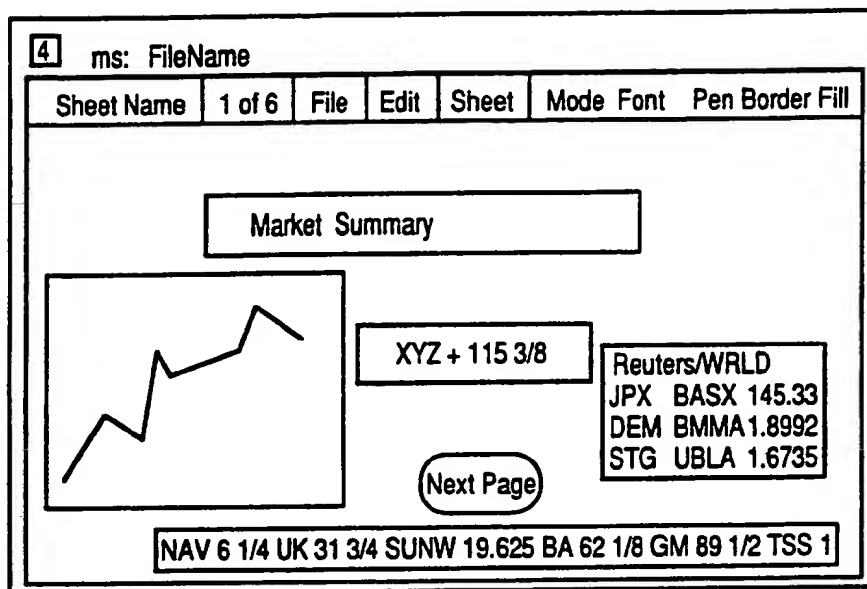 4 ms: FileName
Sheet Name 1 of 6 File Edit Sheet Mode Font Pen Border Fill
Market Summary
XYZ + 115 3/8
Reuters/WRLD
JPX BASX 145.33
DEM BMMA 1.8992
STG UBLA 1.6735
Next Page
NAV 6 1/4 UK 31 3/4 SUNW 19.625 BA 62 1/8 GM 89 1/2 TSS 1